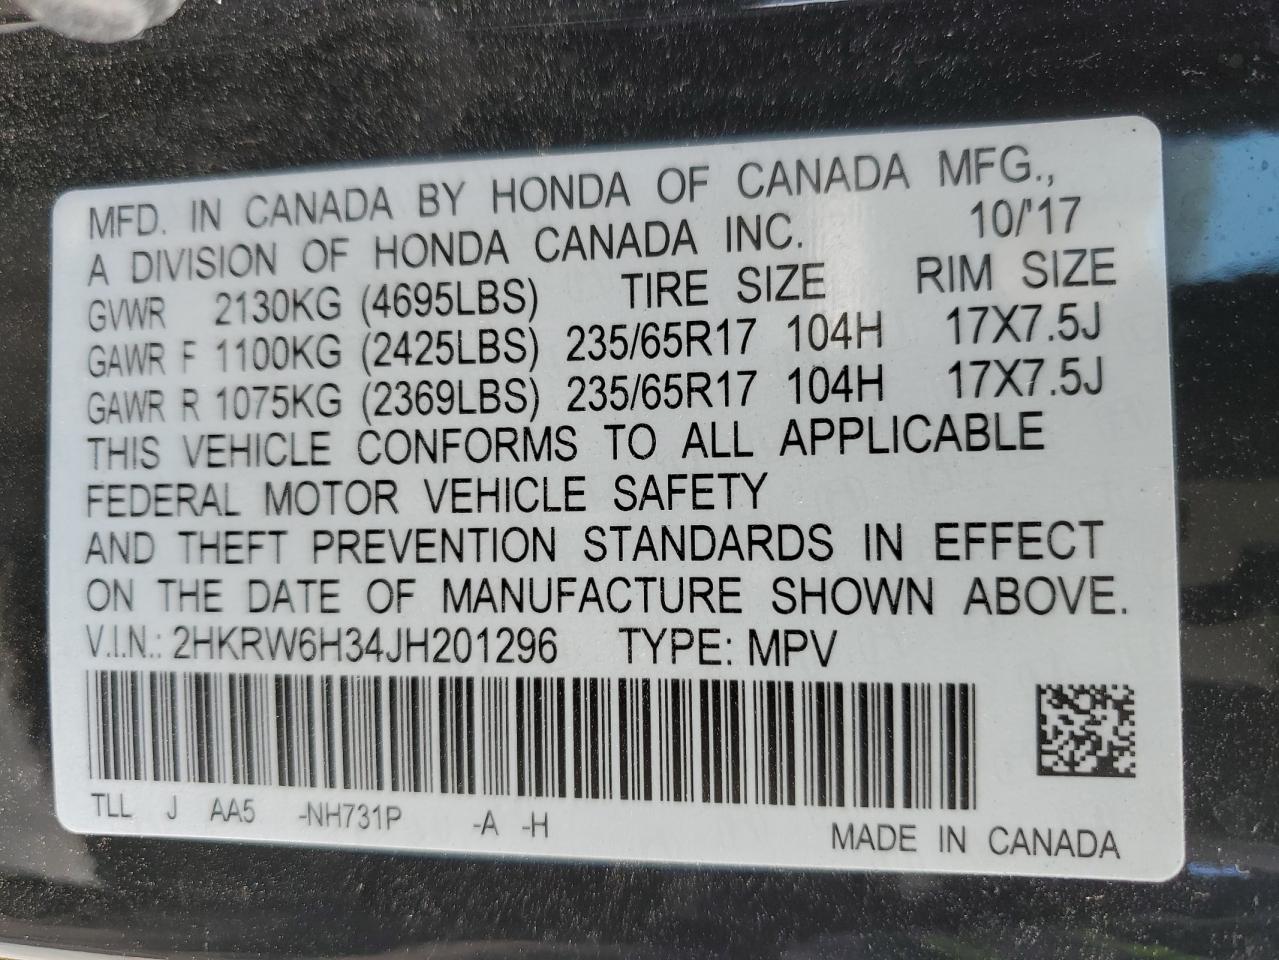 MFD. IN CANADA BY HONDA OF CANADA MFG.,
A DIVISION OF HONDA CANADA INC. 10/'17
GVWR 2130KG (4695LBS) TIRE SIZE RIM SIZE
GAWR F 1100KG (2425LBS) 235/65R17 104H 17X7.5J
GAWR R 1075KG (2369LBS) 235/65R17 104H 17X7.5J
THIS VEHICLE CONFORMS TO ALL APPLICABLE
FEDERAL MOTOR VEHICLE SAFETY
AND THEFT PREVENTION STANDARDS IN EFFECT
ON THE DATE OF MANUFACTURE SHOWN ABOVE.
V.I.N.: 2HKRW6H34JH201296 TYPE: MPV
TLL J AA5 -NH731P -A -H
MADE IN CANADA